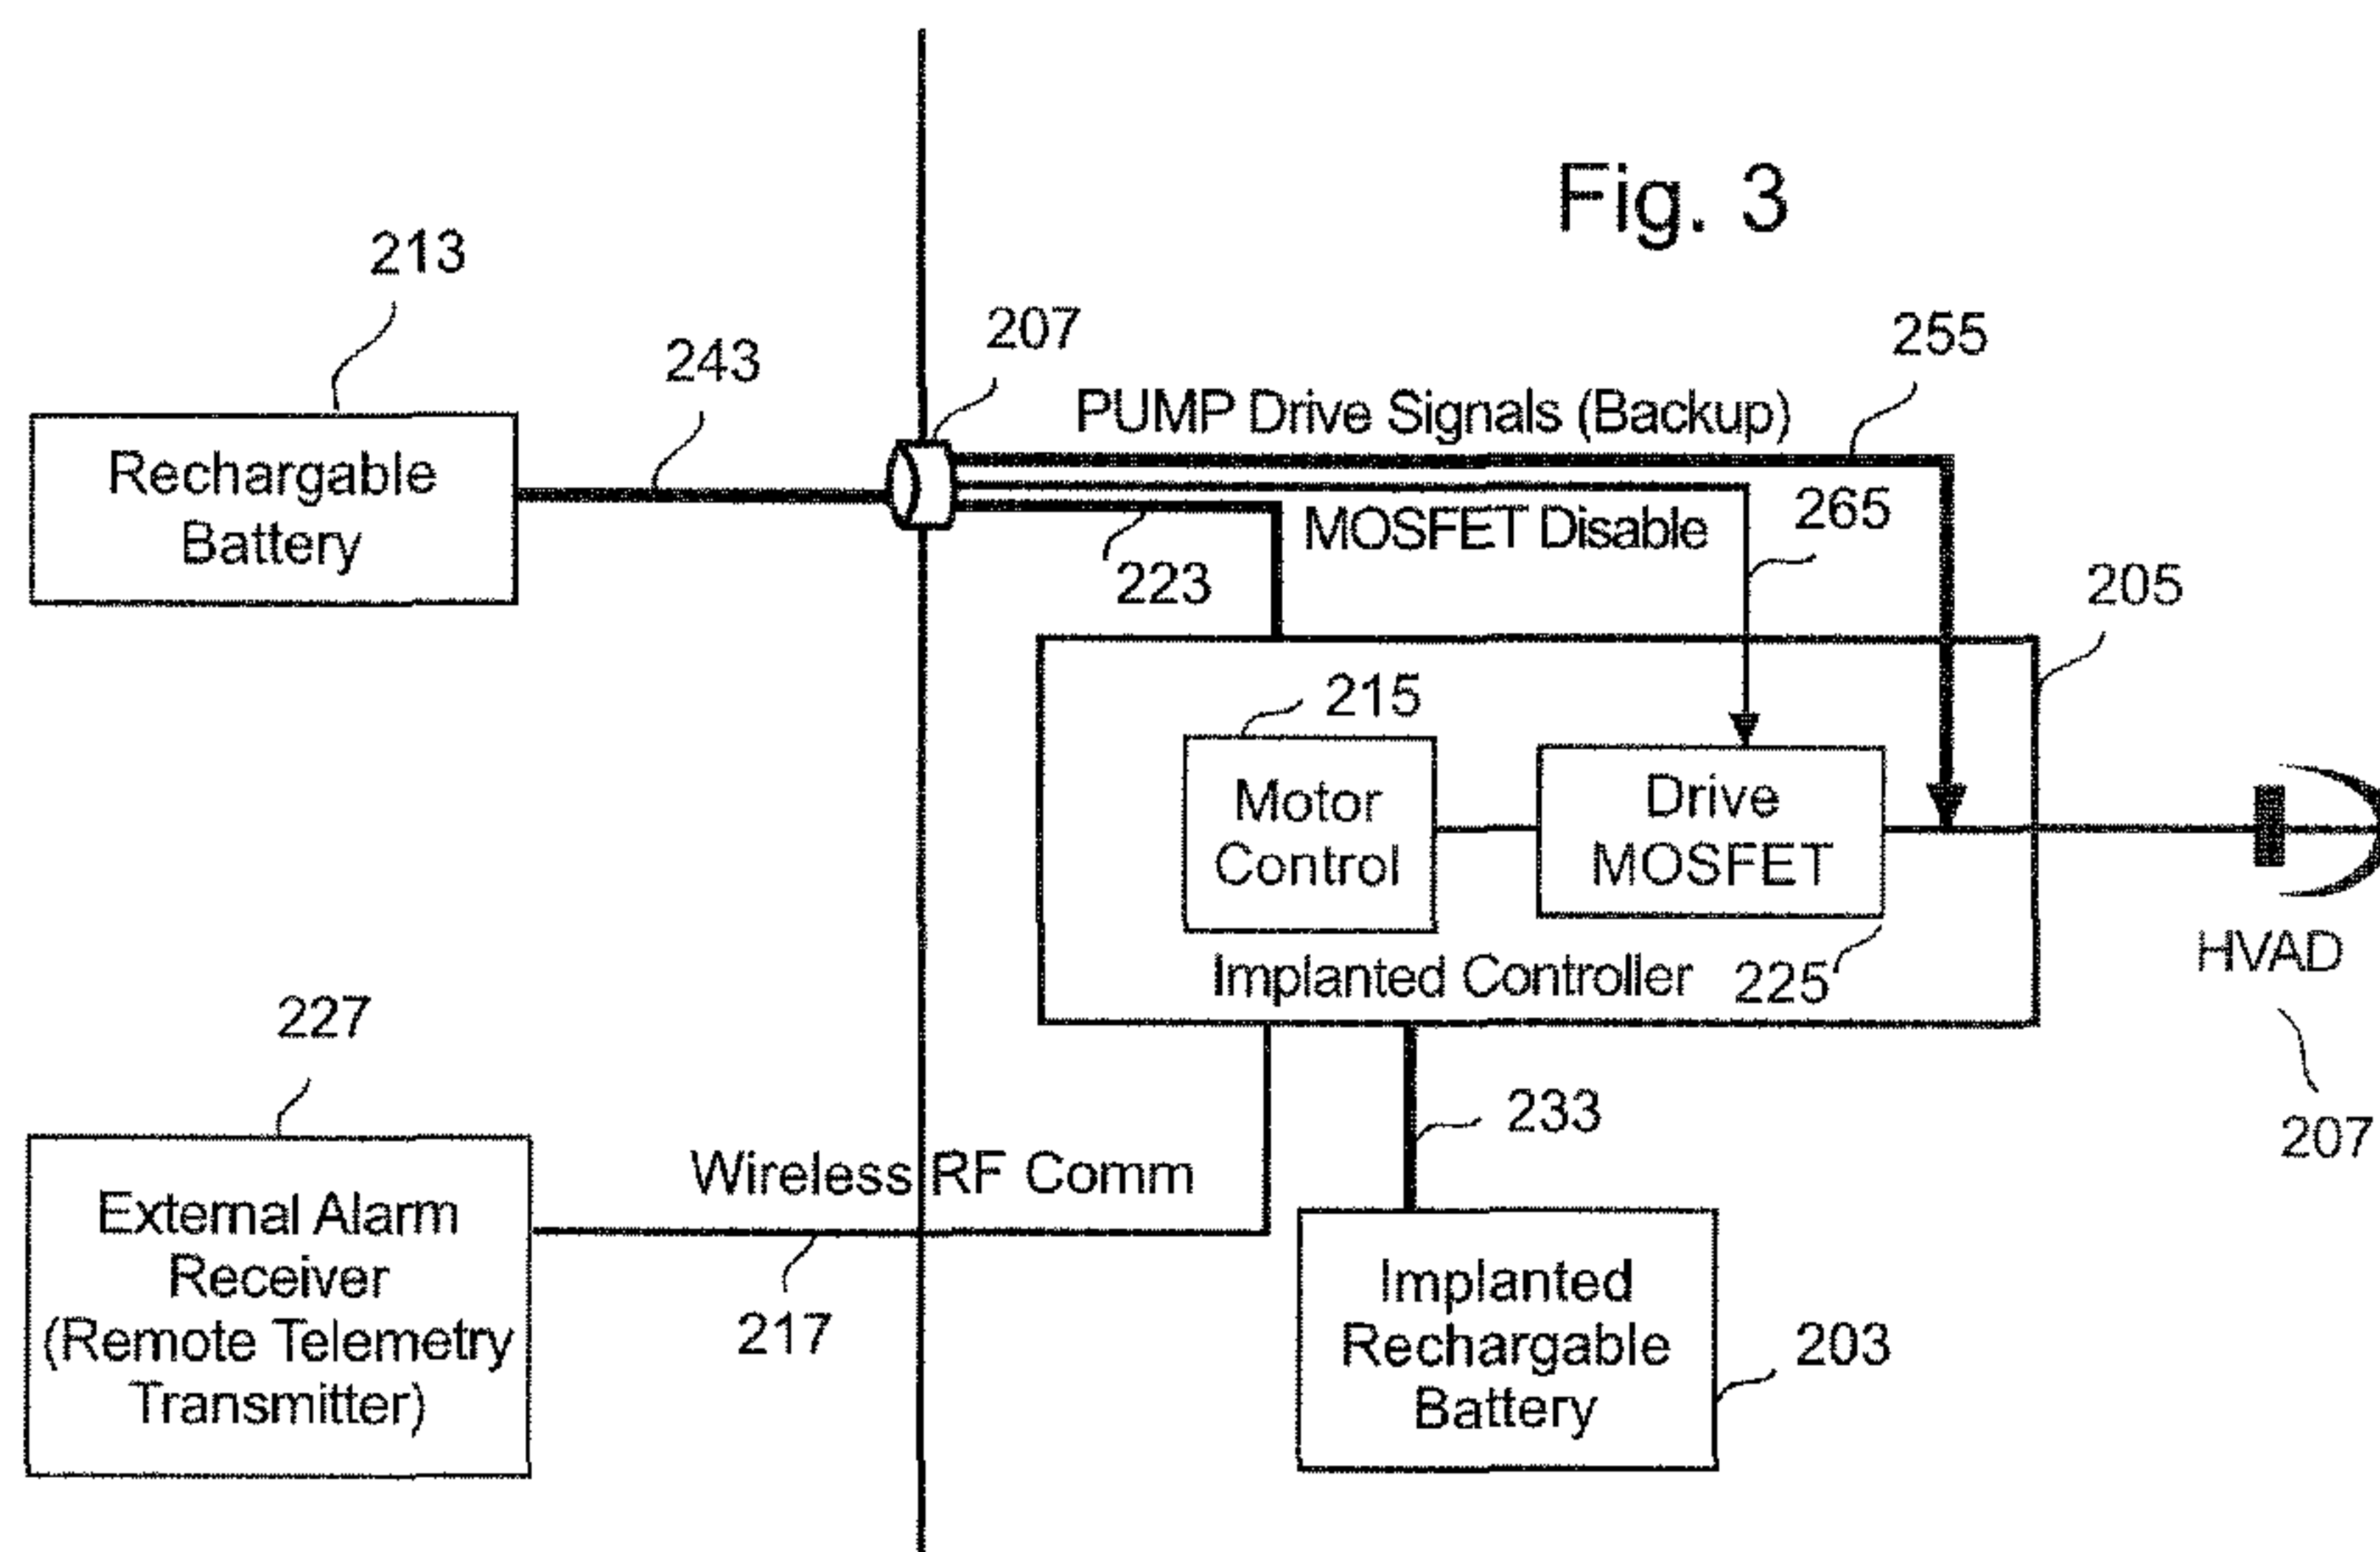 Fig. 3
213
243
207
255
PUMP Drive Signals (Backup)
Rechargable
Battery
265
MOSFET Disable
223
205
215
Motor
Control
Drive
MOSFET
Implanted Controller
225
HVAD
207
227
233
Wireless RF Comm
217
External Alarm
Receiver
(Remote Telemetry
Transmitter)
Implanted
Rechargable
Battery
203